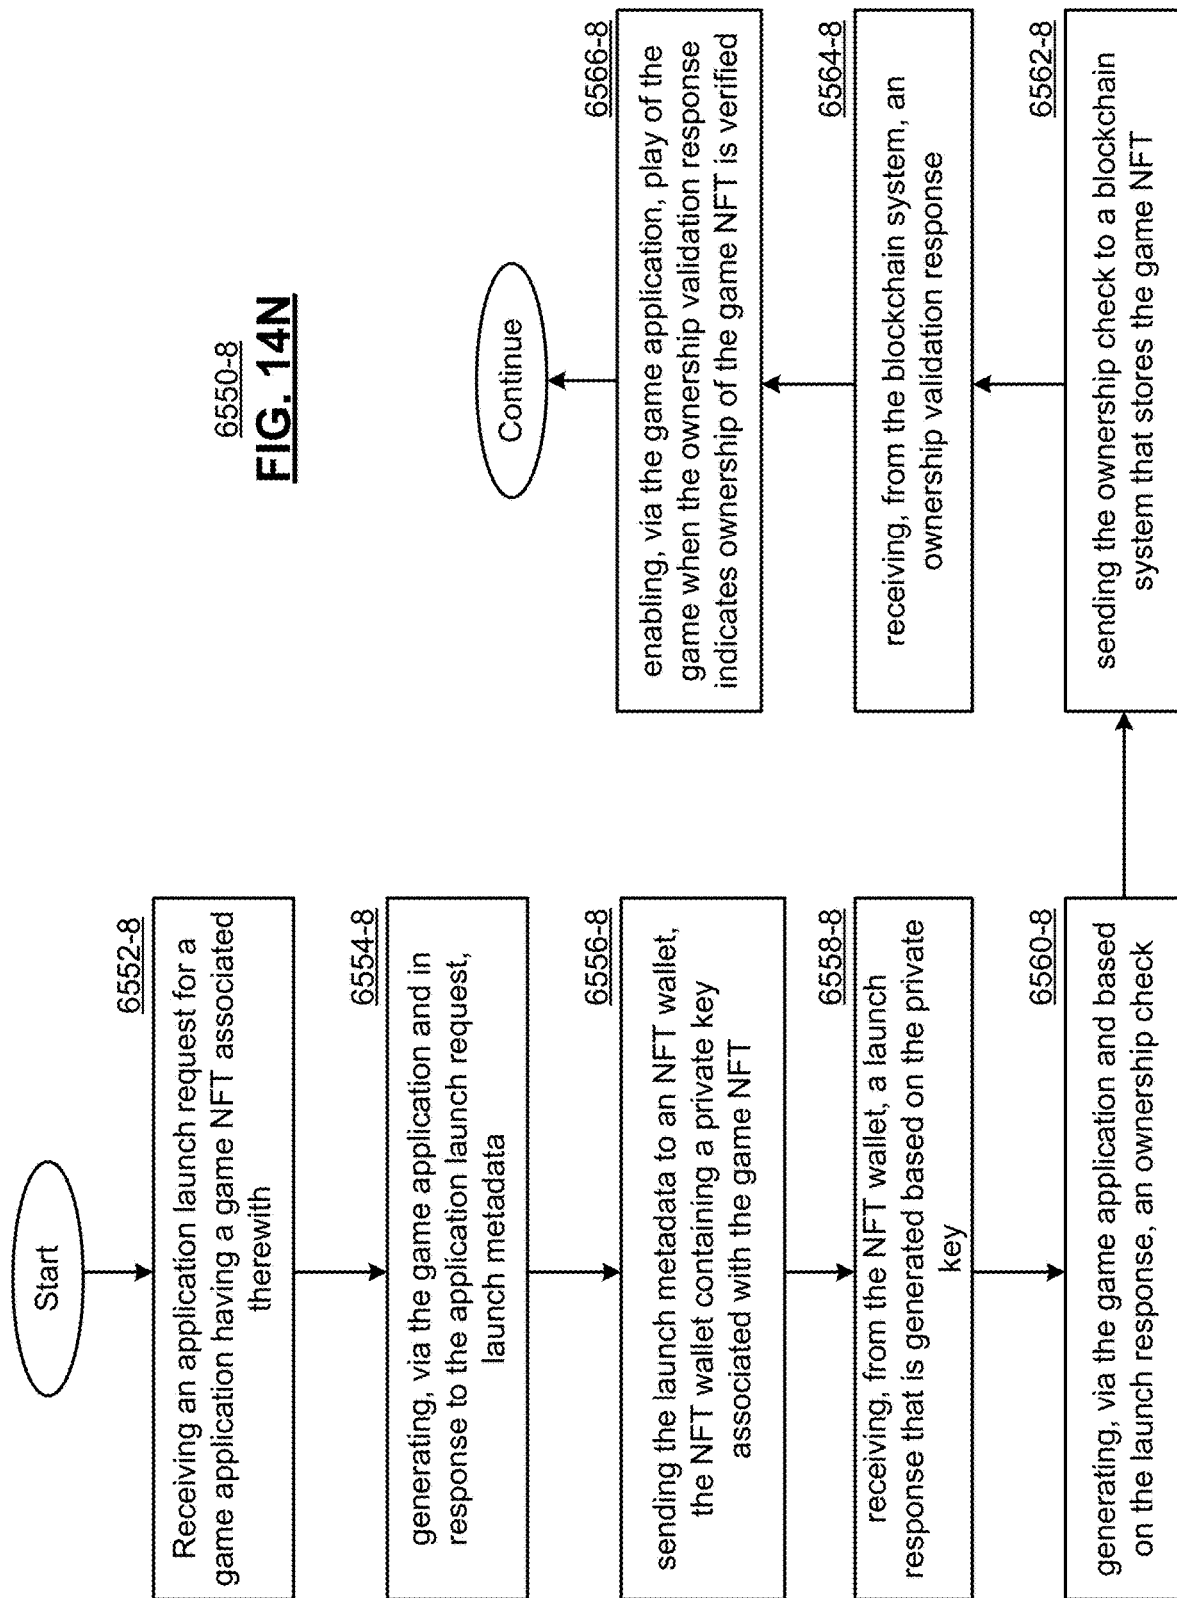 Start
6552-8
Receiving an application launch request for a
game application having a game NFT associated
therewith
6554-8
generating, via the game application and in
response to the application launch request,
launch metadata
6556-8
sending the launch metadata to an NFT wallet,
the NFT wallet containing a private key
associated with the game NFT
6558-8
receiving, from the NFT wallet, a launch
response that is generated based on the private
key
6560-8
generating, via the game application and based
on the launch response, an ownership check
6562-8
sending the ownership check to a blockchain
system that stores the game NFT
6564-8
receiving, from the blockchain system, an
ownership validation response
6566-8
enabling, via the game application, play of the
game when the ownership validation response
indicates ownership of the game NFT is verified
Continue
6550-8
FIG. 14N